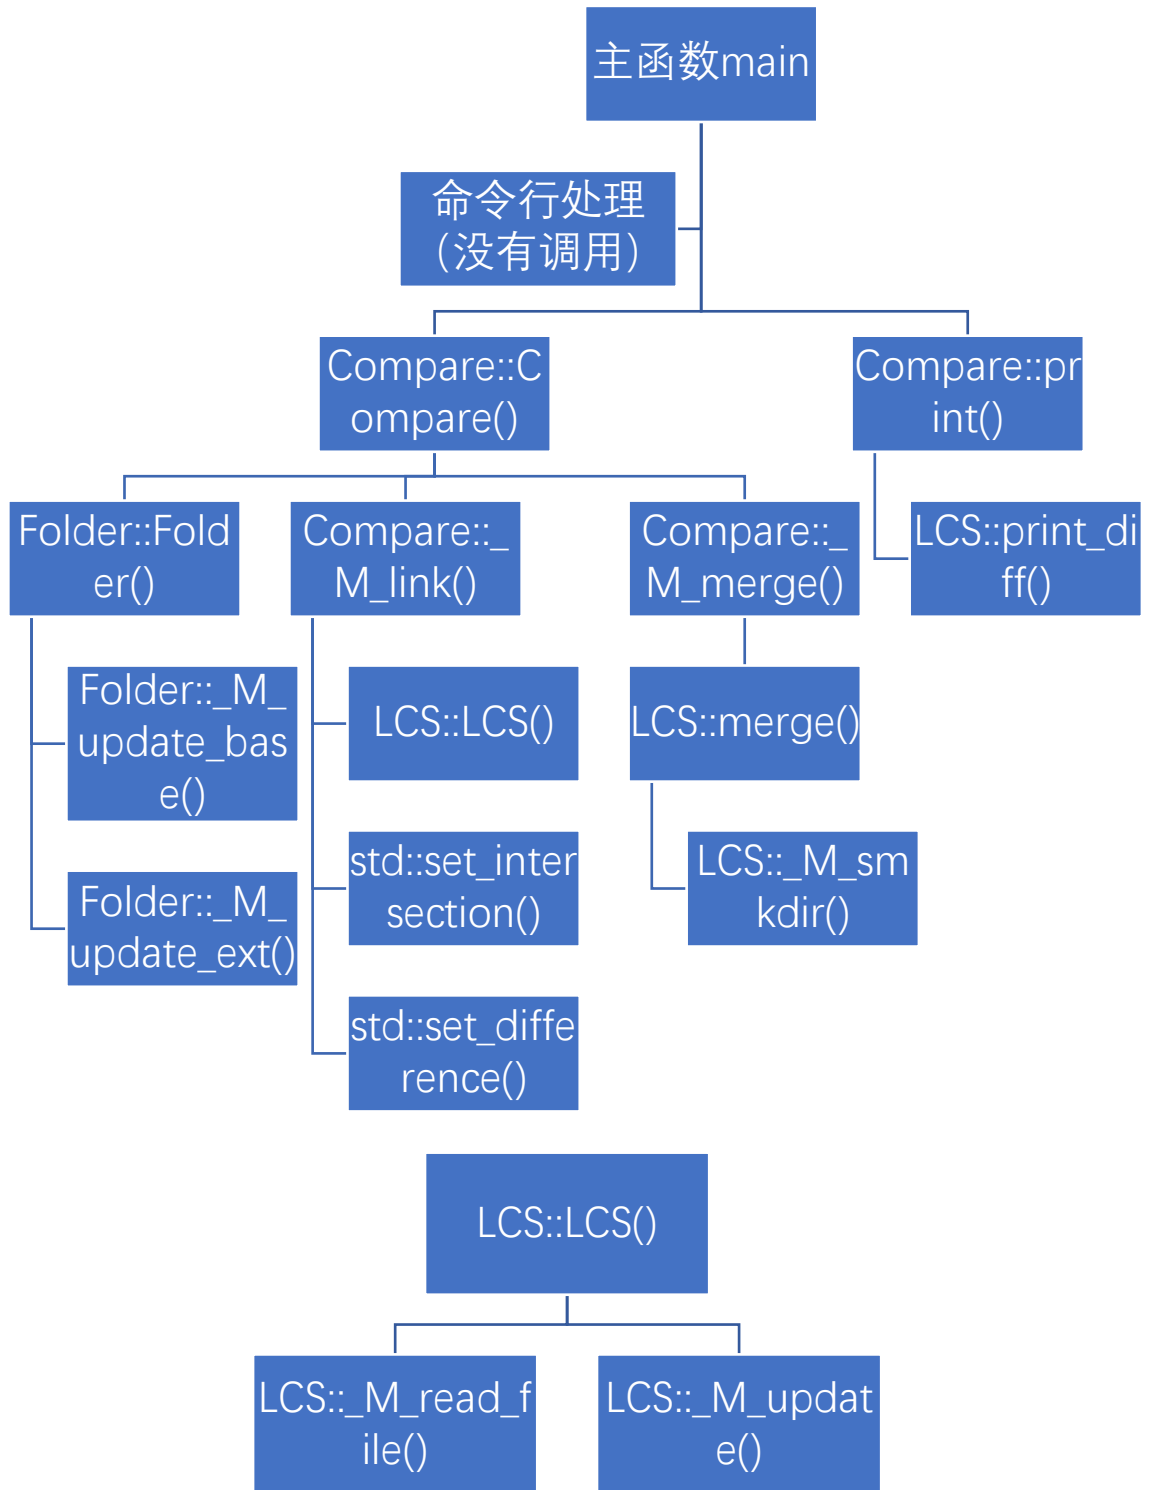 主函数main
命令行处理
（没有调用）
Compare::C
ompare()
Compare::pr
int()
Folder::Fold
er()
Compare::_
M_link()
Compare::_
M_merge()
LCS::print_di
ff()
Folder::_M_
update_bas
e()
LCS::LCS()
LCS::merge()
Folder::_M_
update_ext()
std::set_inter
section()
LCS::_M_sm
kdir()
std::set_diffe
rence()
LCS::LCS()
LCS::_M_read_f
ile()
LCS::_M_updat
e()